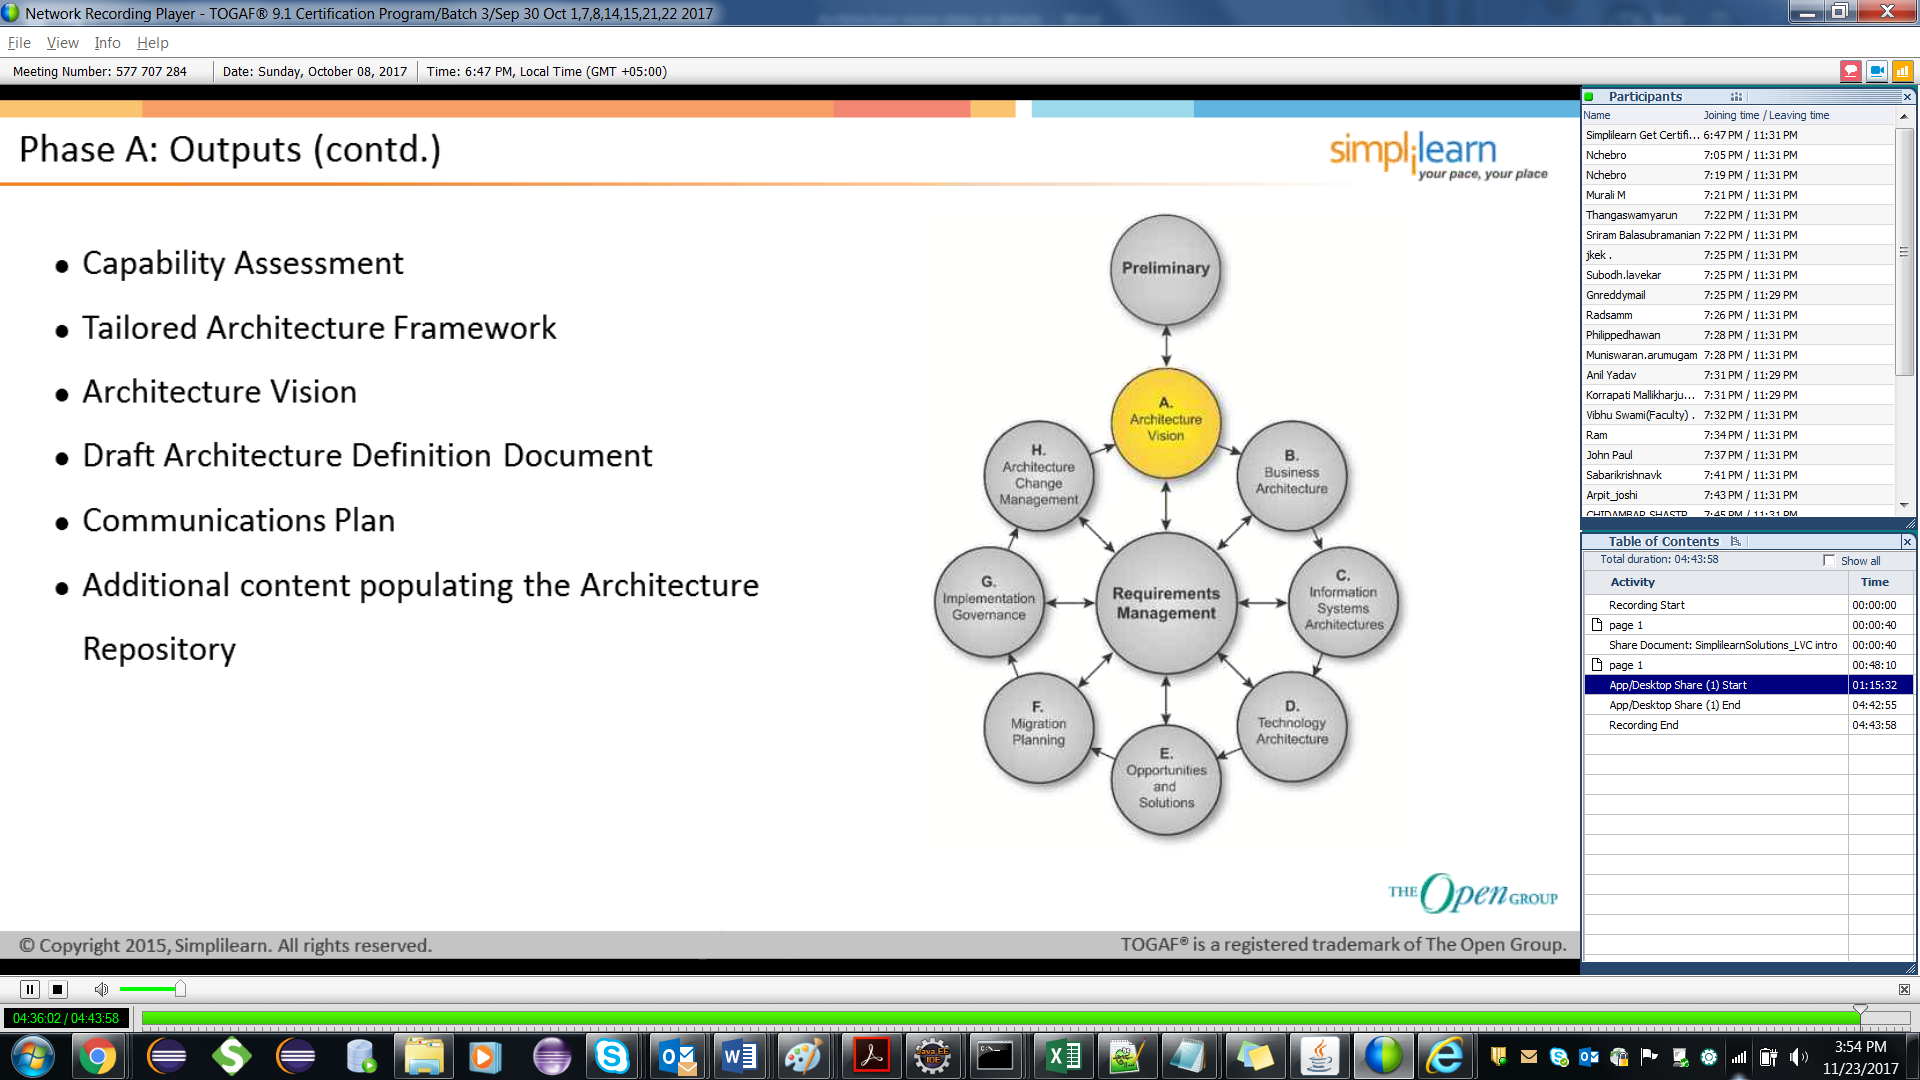 Network Recording Player - TOGAF® 9.1 Certification Program/Batch 3/Sep 30 Oct 1,7,8,14,15,21,22 2017
File View Info Help
Meeting Number: 577 707 284 Date: Sunday, October 08, 2017 Time: 6:47 PM, Local Time (GMT +05:00)
Phase A: Outputs (contd.)
simplilearn
your pace, your place
Capability Assessment
Tailored Architecture Framework
Architecture Vision
Draft Architecture Definition Document
Communications Plan
Additional content populating the Architecture
Repository
Preliminary
A.
Architecture
Vision
B.
Business
Architecture
C.
Information
Systems
Architectures
D.
Technology
Architecture
E.
Opportunities
and
Solutions
F.
Migration
Planning
G.
Implementation
Governance
H.
Architecture
Change
Management
Requirements
Management
THE Open GROUP
© Copyright 2015, Simplilearn. All rights reserved.
TOGAF® is a registered trademark of The Open Group.
Participants
Name Joining time / Leaving time
Simplilearn Get Certifi... 6:47 PM / 11:31 PM
Nchebro 7:05 PM / 11:31 PM
Nchebro 7:19 PM / 11:31 PM
Murali M 7:21 PM / 11:31 PM
Thangaswamyarun 7:22 PM / 11:31 PM
Sriram Balasubramanian 7:22 PM / 11:31 PM
jkek . 7:25 PM / 11:31 PM
Subodh.lavekar 7:25 PM / 11:31 PM
Gnreddymail 7:25 PM / 11:29 PM
Radsamm 7:26 PM / 11:31 PM
Philippedhawan 7:28 PM / 11:31 PM
Muniswaran.arumugam 7:28 PM / 11:31 PM
Anil Yadav 7:31 PM / 11:29 PM
Korrapati Mallikharju... 7:31 PM / 11:29 PM
Vibhu Swami(Faculty) . 7:32 PM / 11:31 PM
Ram 7:34 PM / 11:31 PM
John Paul 7:37 PM / 11:31 PM
Sabarikrishnavk 7:41 PM / 11:31 PM
Arpit_joshi 7:43 PM / 11:31 PM
CHIDAMBAR SHASTR 7:45 PM / 11:31 PM
Table of Contents
Total duration: 04:43:58 Show all
Activity Time
Recording Start 00:00:00
page 1 00:00:40
Share Document: SimplilearnSolutions_LVC intro 00:00:40
page 1 00:48:10
App/Desktop Share (1) Start 01:15:32
App/Desktop Share (1) End 04:42:55
Recording End 04:43:58
04:36:02 / 04:43:58
Java EE
IDE
3:54 PM
11/23/2017